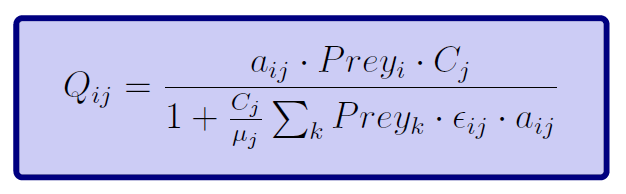 Q_{ij} = \frac{a_{ij} \cdot Prey_i \cdot C_j}{1 + \frac{C_j}{\mu_j} \sum_k Prey_k \cdot \epsilon_{ij} \cdot a_{ij}}